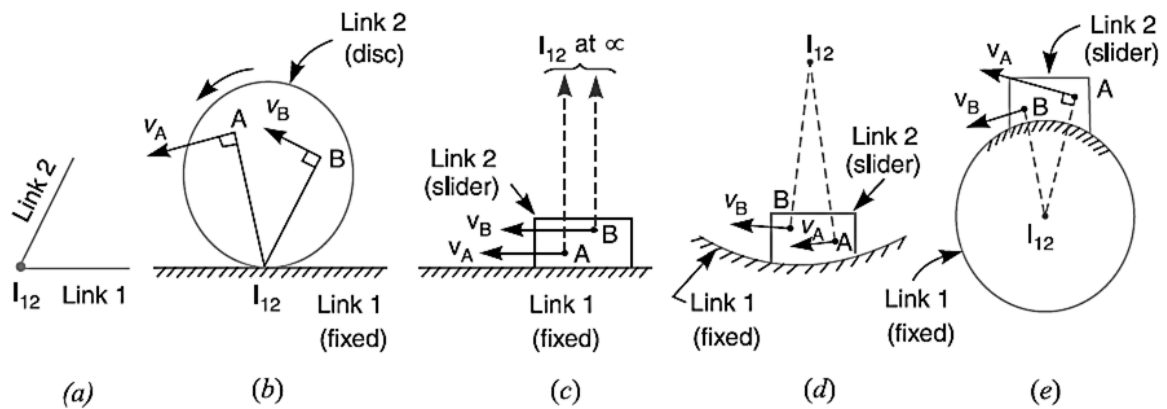 Link 2
Link 1
I12
(a)
Link 2
(disc)
vA
A
vB
B
I12
Link 1
(fixed)
(b)
I12 at ∝
Link 2
(slider)
vB
B
vA
A
Link 1
(fixed)
(c)
I12
Link 2
(slider)
B
vB
vA
A
Link 1
(fixed)
(d)
Link 2
(slider)
vA
A
vB
B
I12
Link 1
(fixed)
(e)